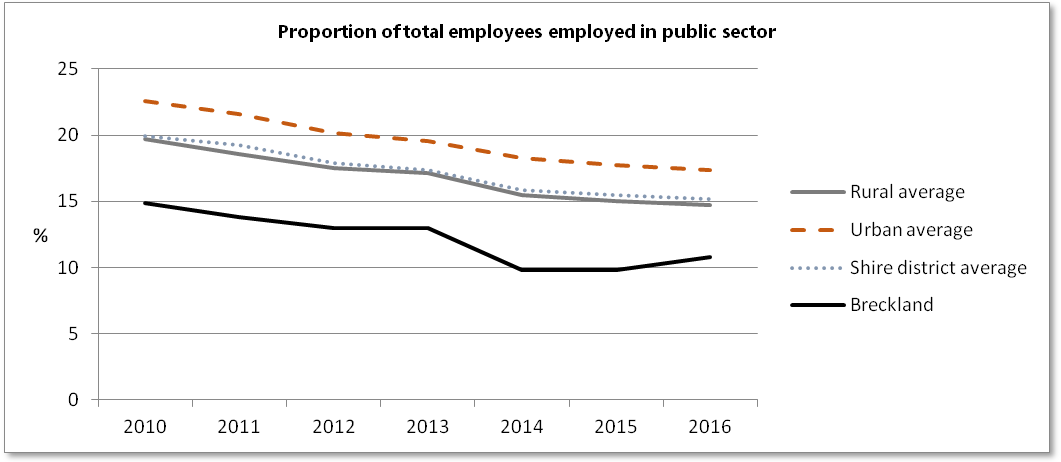 Proportion of total employees employed in public sector
25
20
15
10
5
0
%
2010 2011 2012 2013 2014 2015 2016
Rural average
Urban average
Shire district average
Breckland